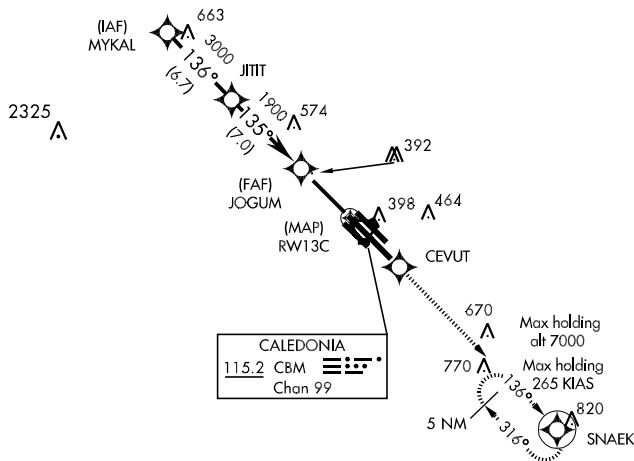 (IAF)
MYKAL
663
3000
136°
(6.7)
JITIT
2325
1900
574
135°
(7.0)
392
(FAF)
JOGUM
398
464
(MAP)
RW13C
CEVUT
CALEDONIA
115.2 CBM
Chan 99
670
Max holding
alt 7000
770
Max holding
265 KIAS
136°
5 NM
316°
820
SNAEK